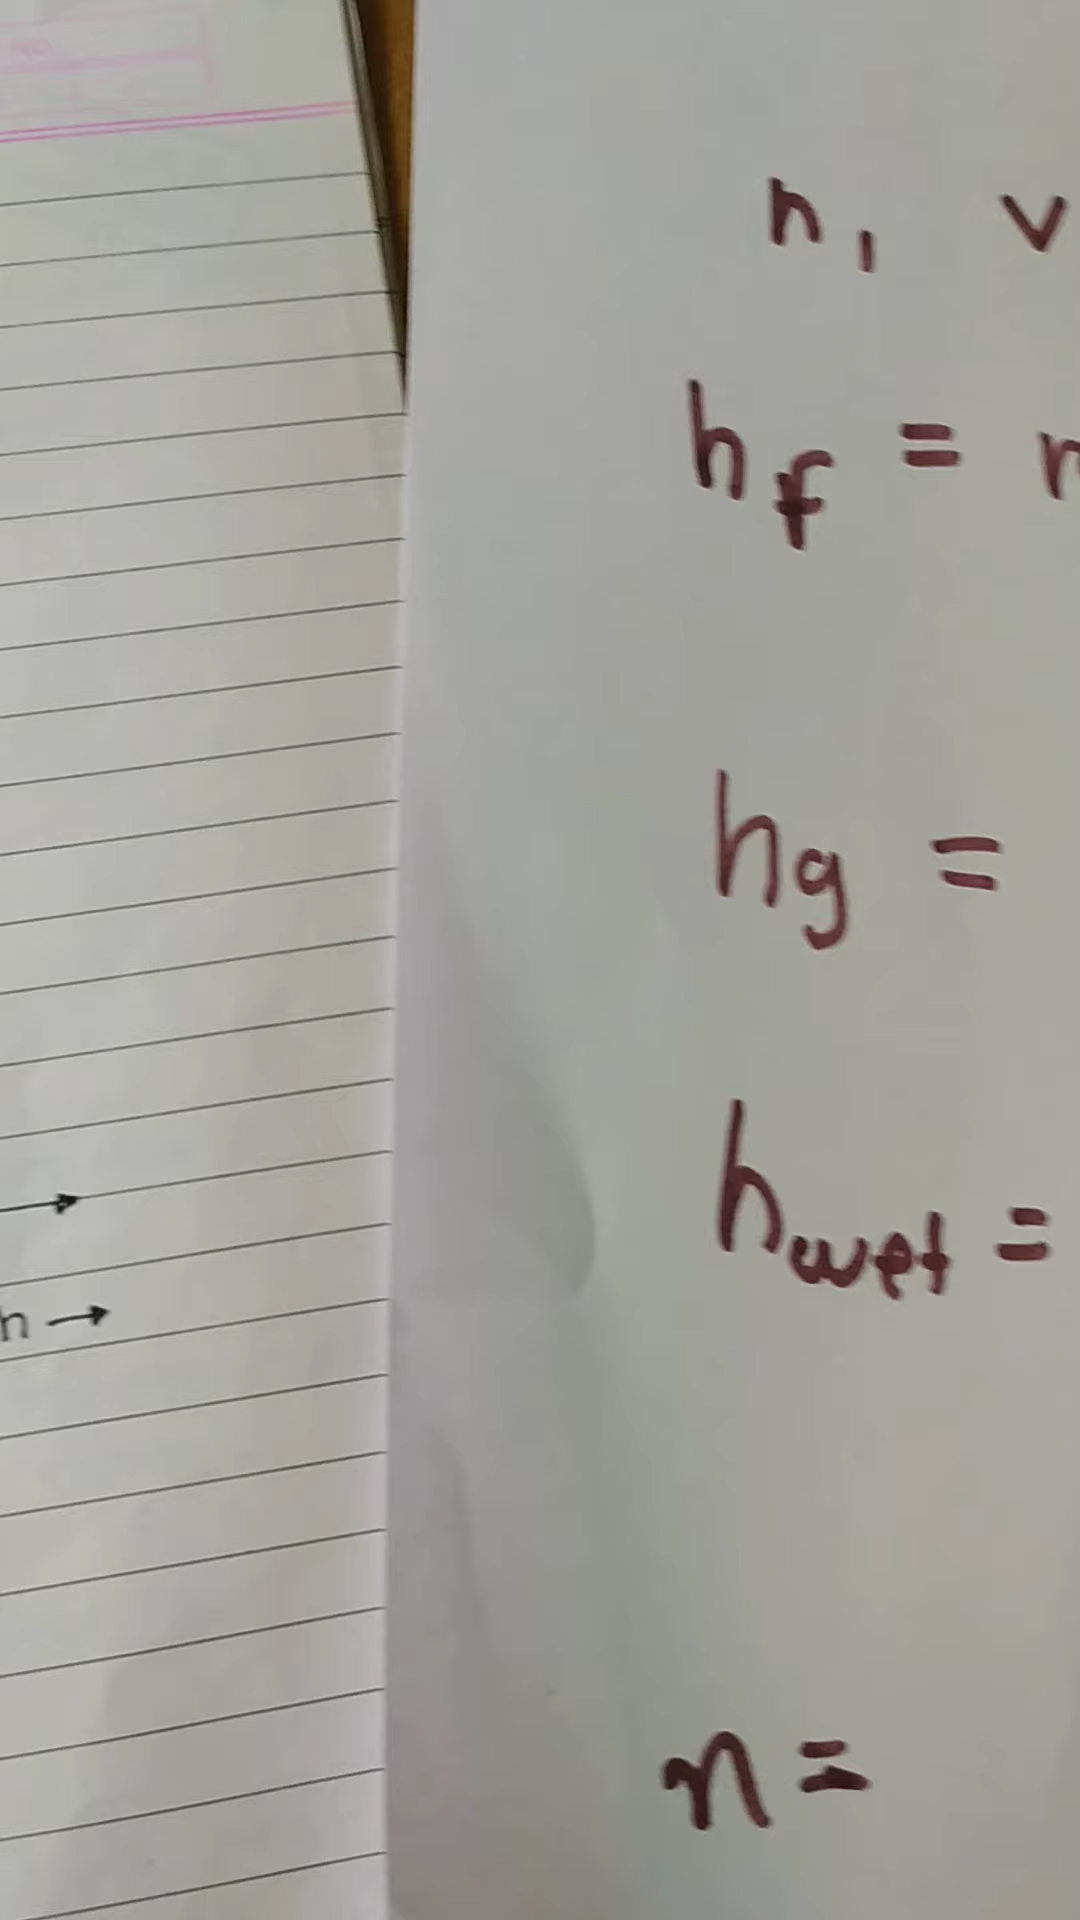 h, v
hf =
hg =
hwet =
h →
n =